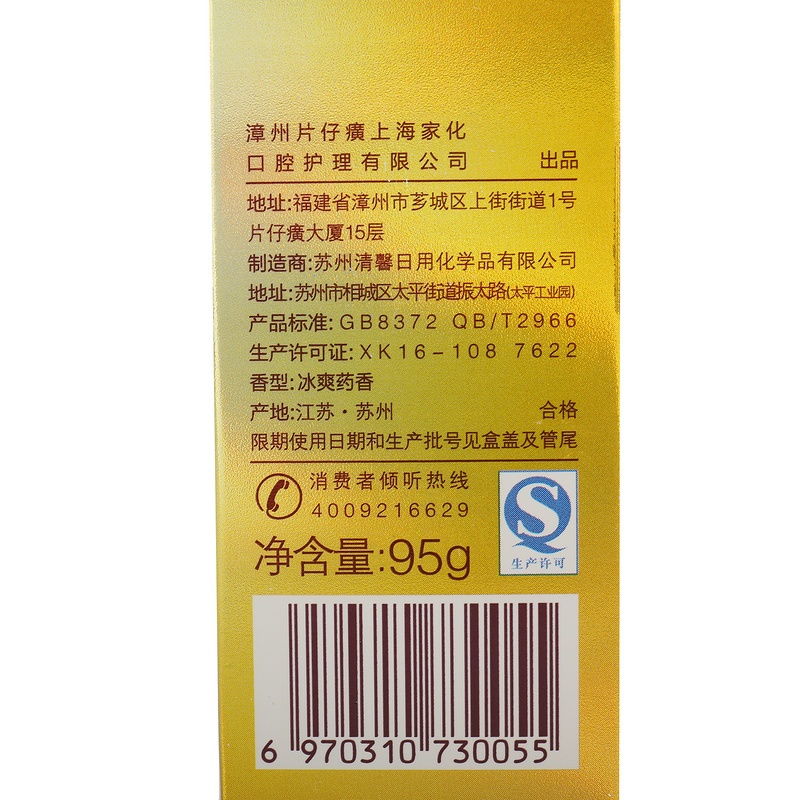 漳州片仔癀上海家化
口腔护理有限公司 出品
地址:福建省漳州市芗城区上街街道1号
片仔癀大厦15层
制造商:苏州清馨日用化学品有限公司
地址:苏州市相城区太平街道振太路(太平工业园)
产品标准:GB8372 QB/T2966
生产许可证:XK16-108 7622
香型:冰爽药香
产地:江苏·苏州 合格
限期使用日期和生产批号见盒盖及管尾
消费者倾听热线
4009216629
净含量:95g
生产许可
6 970310 730055